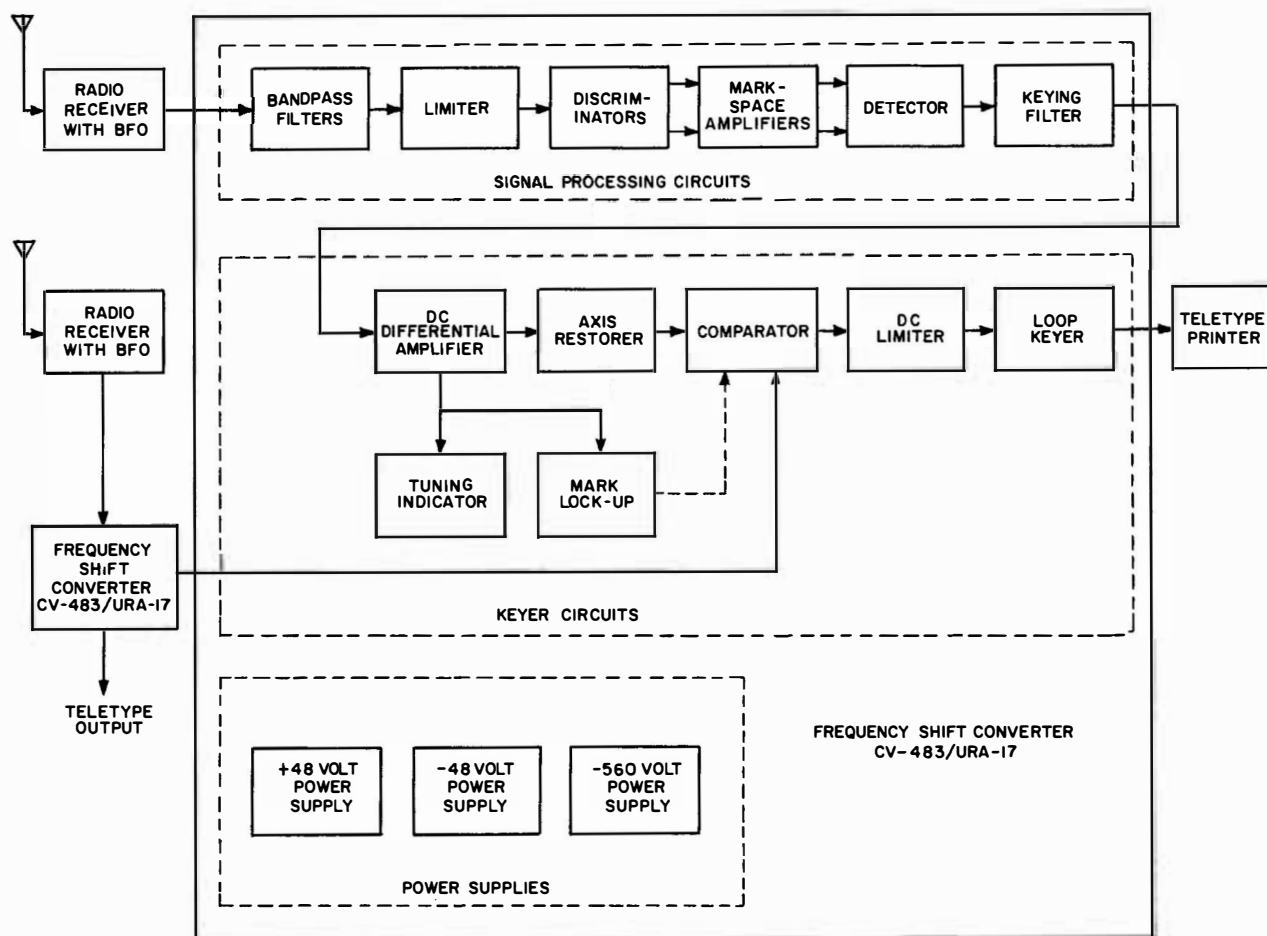 RADIO
RECEIVER
WITH BFO
BANDPASS
FILTERS
LIMITER
DISCRIM-
INATORS
MARK-
SPACE
AMPLIFIERS
DETECTOR
KEYING
FILTER
SIGNAL PROCESSING CIRCUITS
RADIO
RECEIVER
WITH BFO
DC
DIFFERENTIAL
AMPLIFIER
AXIS
RESTORER
COMPARATOR
DC
LIMITER
LOOP
KEYER
TELETYPE
PRINTER
TUNING
INDICATOR
MARK
LOCK-UP
FREQUENCY
SHIFT
CONVERTER
CV-483/URA-17
KEYER CIRCUITS
TELETYPE
OUTPUT
FREQUENCY SHIFT CONVERTER
CV-483/URA-17
+48 VOLT
POWER
SUPPLY
-48 VOLT
POWER
SUPPLY
-560 VOLT
POWER
SUPPLY
POWER SUPPLIES